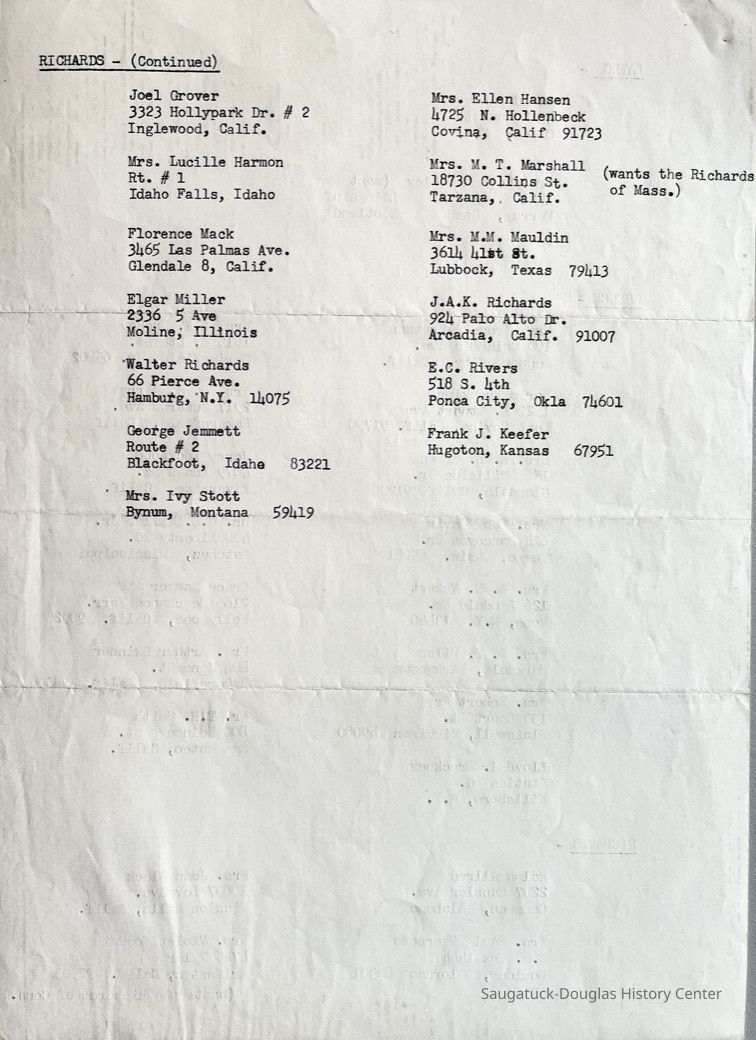 RICHARDS - (Continued)
Joel Grover
3323 Hollypark Dr. # 2
Inglewood, Calif.
Mrs. Lucille Harmon
Rt. # 1
Idaho Falls, Idaho
Florence Mack
3465 Las Palmas Ave.
Glendale 8, Calif.
Elgar Miller
2336 5 Ave
Moline, Illinois
Walter Richards
66 Pierce Ave.
Hamburg, N.Y. 14075
George Jemmett
Route # 2
Blackfoot, Idaho 83221
Mrs. Ivy Stott
Bynum, Montana 59419
Mrs. Ellen Hansen
4725 N. Hollenbeck
Covina, Calif 91723
Mrs. M. T. Marshall (wants the Richards
18730 Collins St. of Mass.)
Tarzana, Calif.
Mrs. M.M. Mauldin
3614 41st St.
Lubbock, Texas 79413
J.A.K. Richards
924 Palo Alto Dr.
Arcadia, Calif. 91007
E.C. Rivers
518 S. 4th
Ponca City, Okla 74601
Frank J. Keefer
Hugoton, Kansas 67951
Saugatuck-Douglas History Center